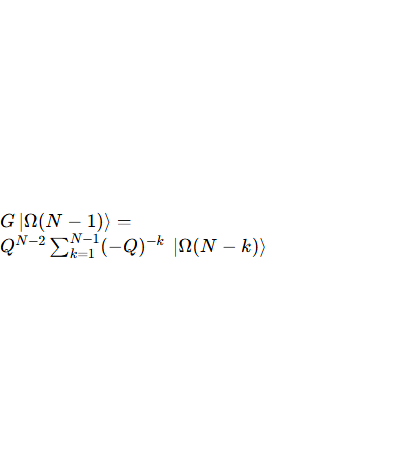 G |Ω(N − 1)⟩ =
Q^{N−2} ∑_{k=1}^{N−1} (−Q)^{−k} |Ω(N − k)⟩